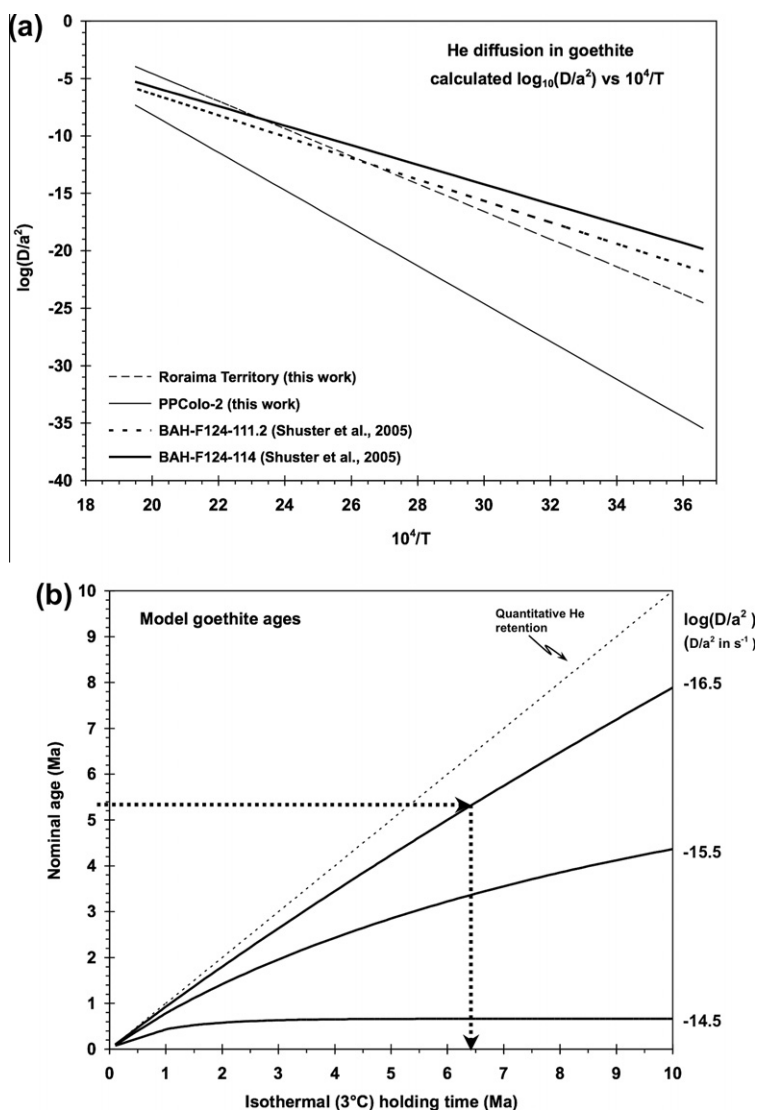 (a)
He diffusion in goethite
calculated log₁₀(D/a²) vs 10⁴/T
0
-5
-10
-15
-20
-25
-30
-35
-40
log(D/a²)
Roraima Territory (this work)
PPColo-2 (this work)
BAH-F124-111.2 (Shuster et al., 2005)
BAH-F124-114 (Shuster et al., 2005)
18 20 22 24 26 28 30 32 34 36
10⁴/T
(b)
Model goethite ages
Quantitative He
retention
log(D/a²)
(D/a² in s⁻¹)
10
9
8
7
6
5
4
3
2
1
0
Nominal age (Ma)
-16.5
-15.5
-14.5
0 1 2 3 4 5 6 7 8 9 10
Isothermal (3°C) holding time (Ma)